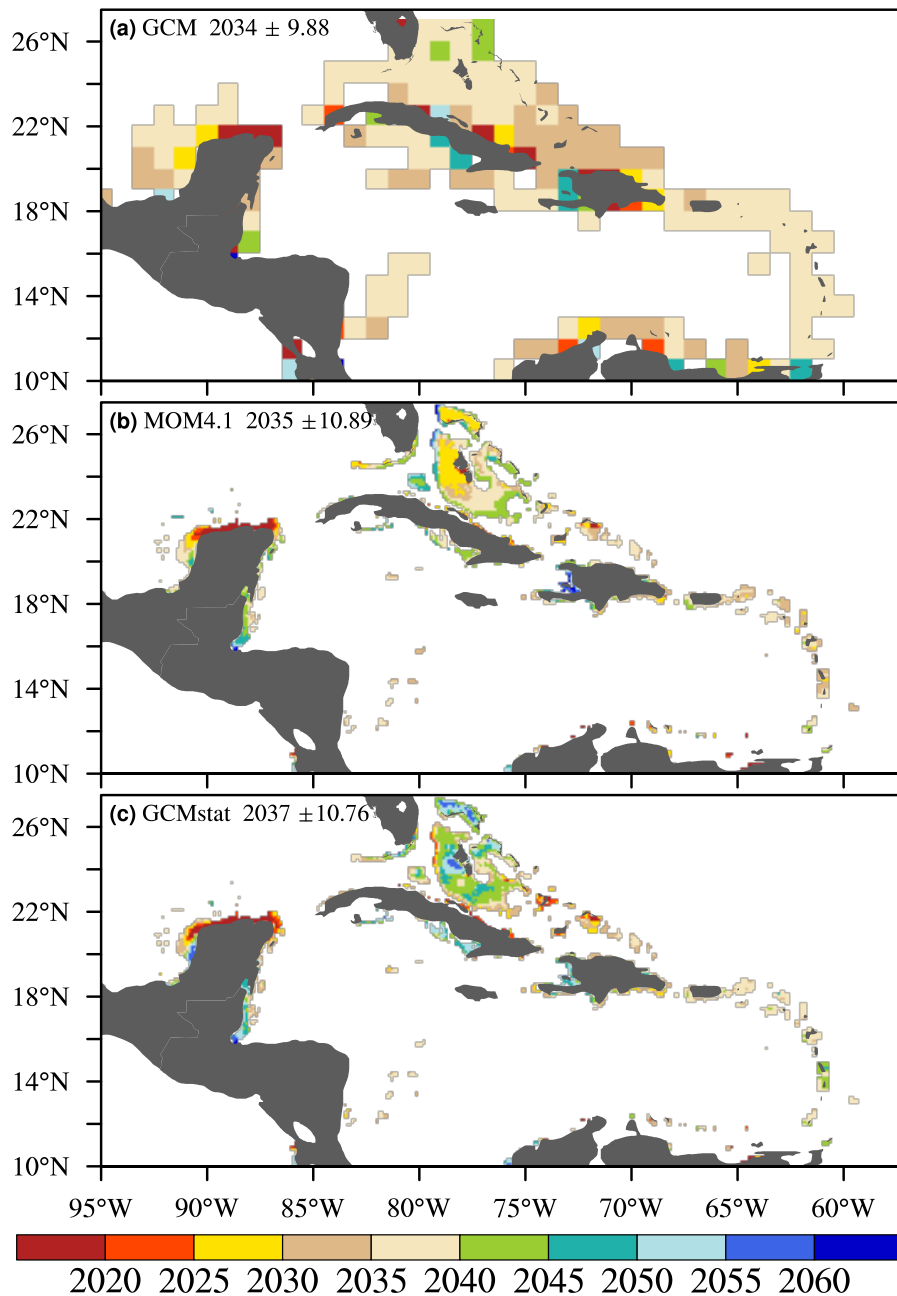 (a) GCM 2034 ± 9.88
26°N
22°N
18°N
14°N
10°N
(b) MOM4.1 2035 ±10.89
26°N
22°N
18°N
14°N
10°N
(c) GCMstat 2037 ±10.76
26°N
22°N
18°N
14°N
10°N
95°W 90°W 85°W 80°W 75°W 70°W 65°W 60°W
2020 2025 2030 2035 2040 2045 2050 2055 2060